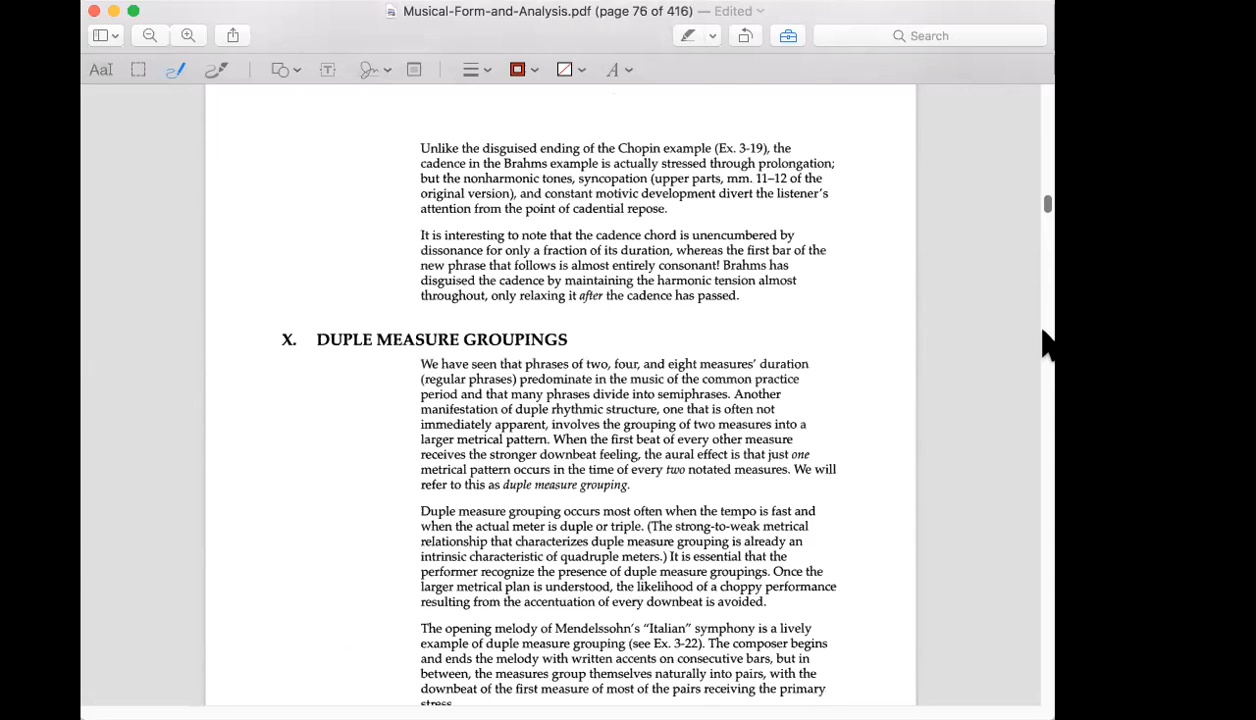 Musical-Form-and-Analysis.pdf (page 76 of 416) — Edited
Search
AaI
T
A
Unlike the disguised ending of the Chopin example (Ex. 3-19), the
cadence in the Brahms example is actually stressed through prolongation;
but the nonharmonic tones, syncopation (upper parts, mm. 11–12 of the
original version), and constant motivic development divert the listener's
attention from the point of cadential repose.
It is interesting to note that the cadence chord is unencumbered by
dissonance for only a fraction of its duration, whereas the first bar of the
new phrase that follows is almost entirely consonant! Brahms has
disguised the cadence by maintaining the harmonic tension almost
throughout, only relaxing it after the cadence has passed.
X. DUPLE MEASURE GROUPINGS
We have seen that phrases of two, four, and eight measures' duration
(regular phrases) predominate in the music of the common practice
period and that many phrases divide into semiphrases. Another
manifestation of duple rhythmic structure, one that is often not
immediately apparent, involves the grouping of two measures into a
larger metrical pattern. When the first beat of every other measure
receives the stronger downbeat feeling, the aural effect is that just one
metrical pattern occurs in the time of every two notated measures. We will
refer to this as duple measure grouping.
Duple measure grouping occurs most often when the tempo is fast and
when the actual meter is duple or triple. (The strong-to-weak metrical
relationship that characterizes duple measure grouping is already an
intrinsic characteristic of quadruple meters.) It is essential that the
performer recognize the presence of duple measure groupings. Once the
larger metrical plan is understood, the likelihood of a choppy performance
resulting from the accentuation of every downbeat is avoided.
The opening melody of Mendelssohn's "Italian" symphony is a lively
example of duple measure grouping (see Ex. 3-22). The composer begins
and ends the melody with written accents on consecutive bars, but in
between, the measures group themselves naturally into pairs, with the
downbeat of the first measure of most of the pairs receiving the primary
stress.